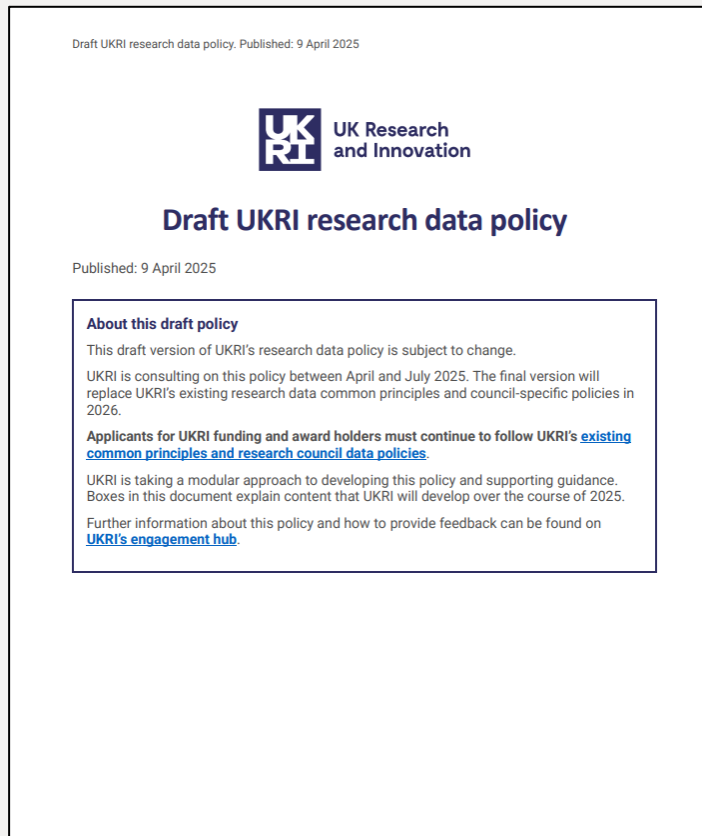 Draft UKRI research data policy. Published: 9 April 2025
UK
RI
UK Research
and Innovation
Draft UKRI research data policy
Published: 9 April 2025
About this draft policy
This draft version of UKRI's research data policy is subject to change.
UKRI is consulting on this policy between April and July 2025. The final version will
replace UKRI's existing research data common principles and council-specific policies in
2026.
Applicants for UKRI funding and award holders must continue to follow UKRI's existing
common principles and research council data policies.
UKRI is taking a modular approach to developing this policy and supporting guidance.
Boxes in this document explain content that UKRI will develop over the course of 2025.
Further information about this policy and how to provide feedback can be found on
UKRI's engagement hub.